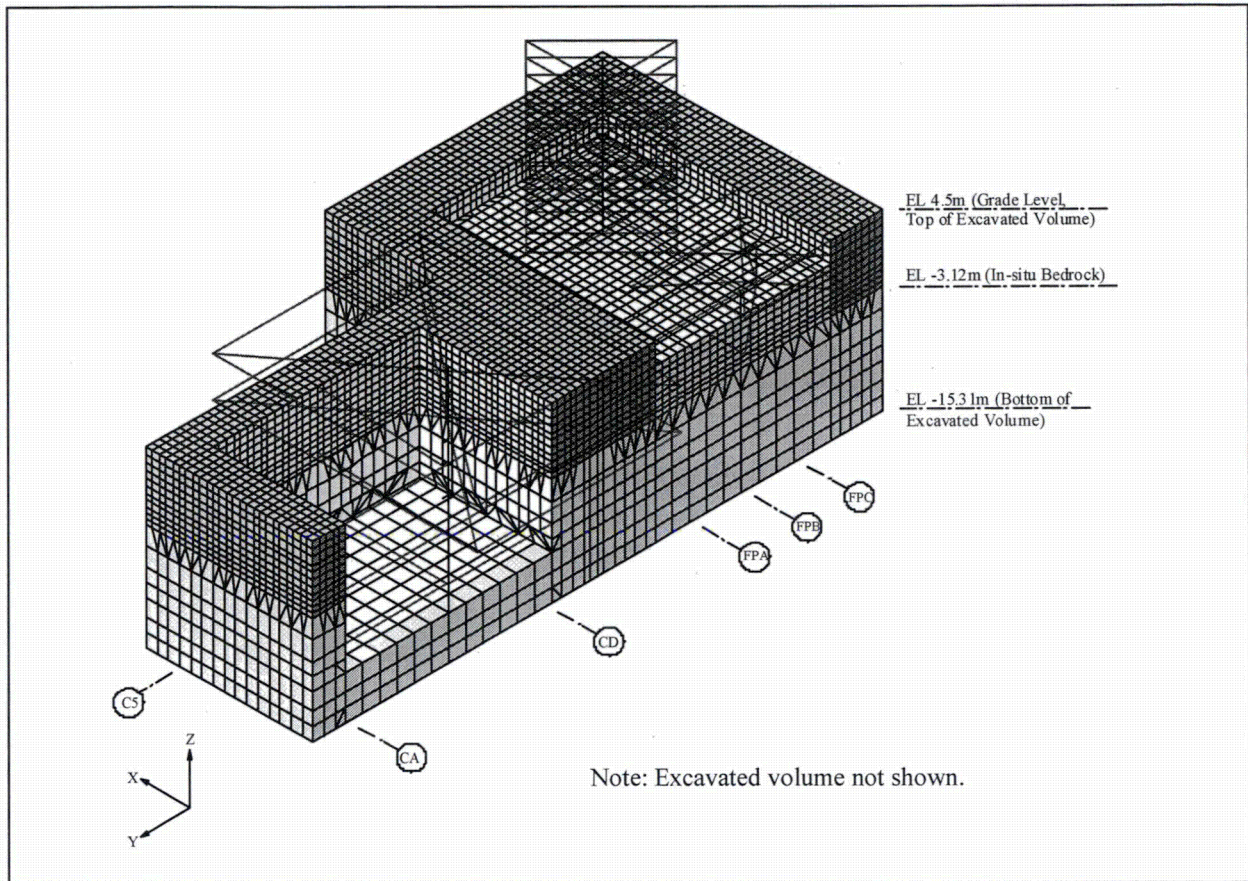 EL 4.5m (Grade Level,
Top of Excavated Volume)
EL -3.12m (In-situ Bedrock)
EL -15.31m (Bottom of
Excavated Volume)
FPC
FPB
FPA
CD
C5
CA
Z
X
Y
Note: Excavated volume not shown.